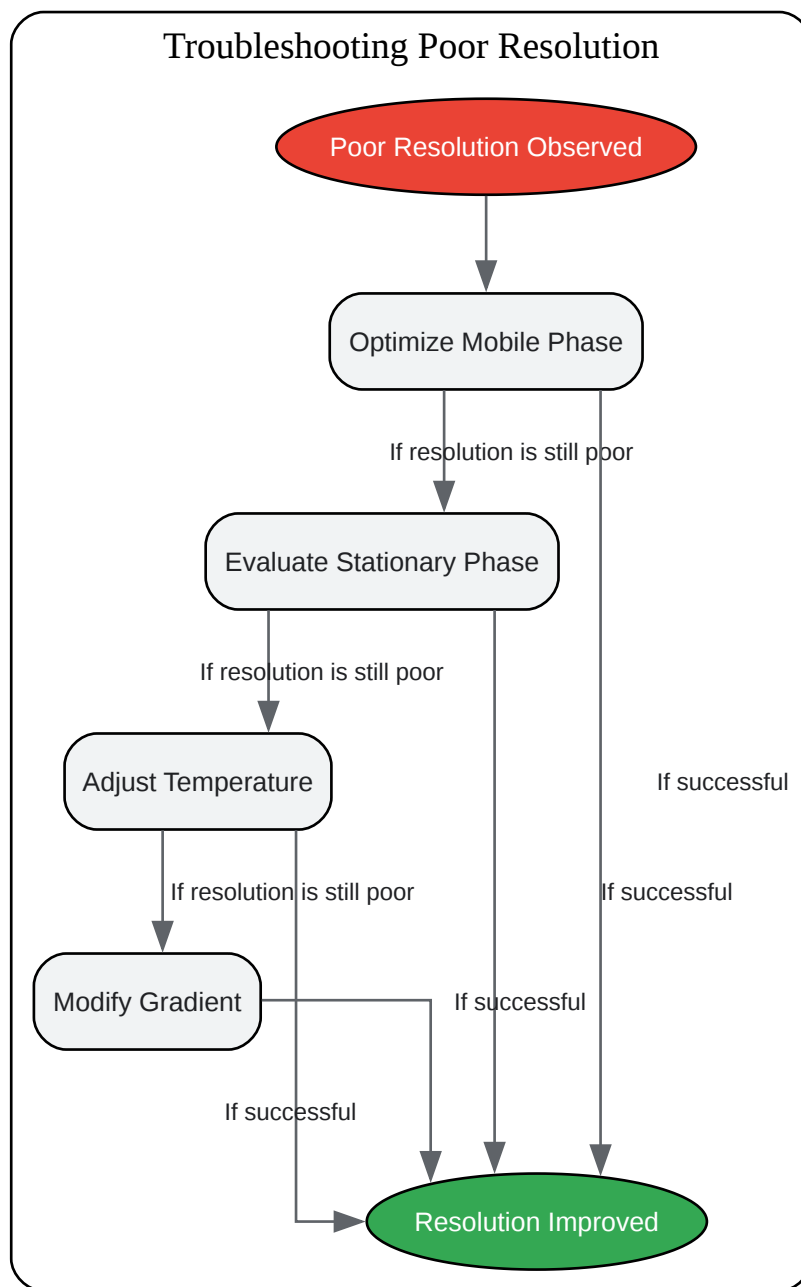 Troubleshooting Poor Resolution
Poor Resolution Observed
Optimize Mobile Phase
If resolution is still poor
Evaluate Stationary Phase
If resolution is still poor
Adjust Temperature
If successful
If resolution is still poor
If successful
Modify Gradient
If successful
If successful
Resolution Improved